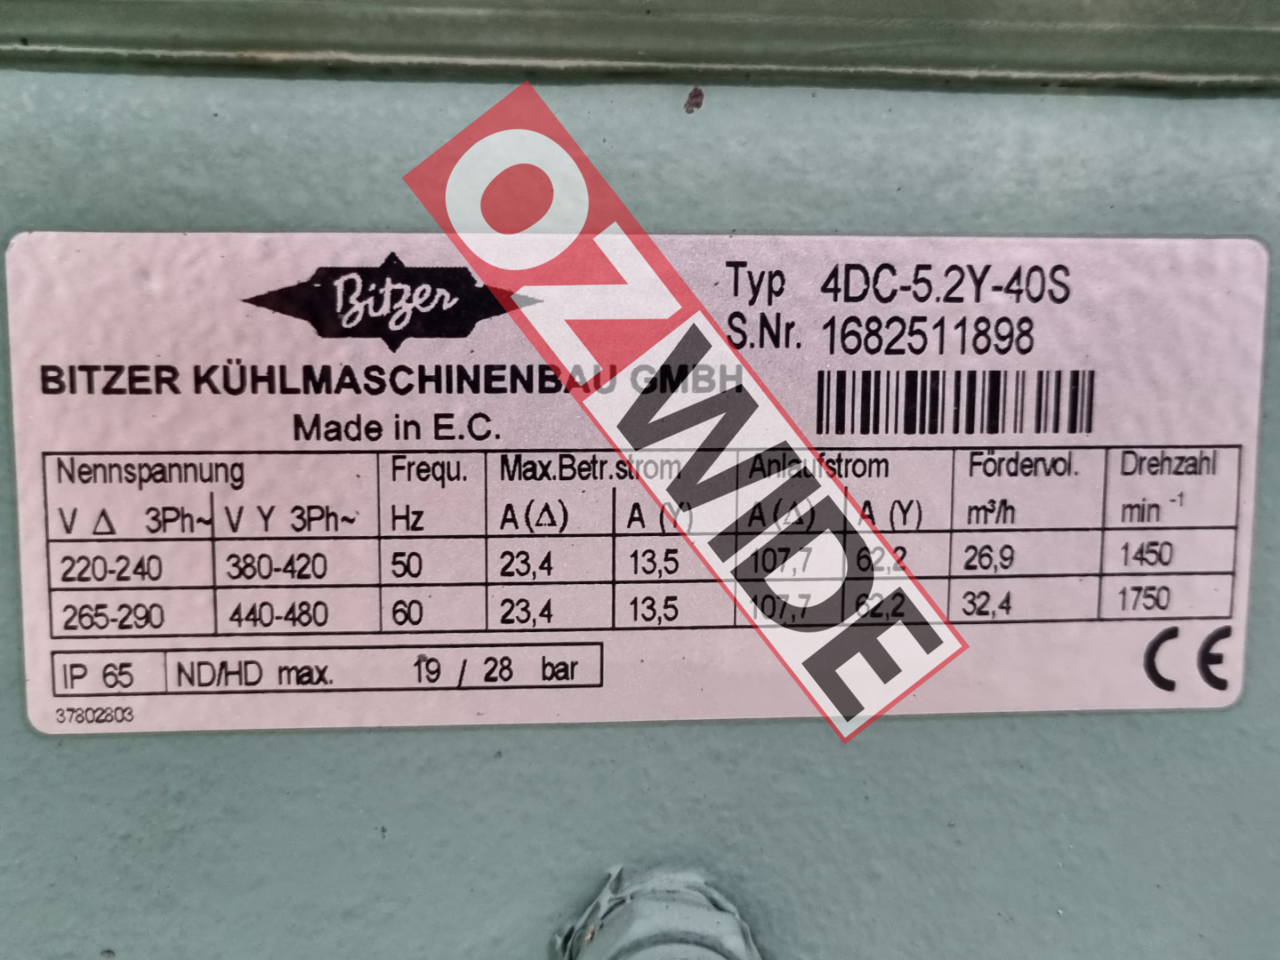 OZ WIDE
Bitzer
BITZER KÜHLMASCHINENBAU GMBH
Made in E.C.
Typ 4DC-5.2Y-40S
S.Nr. 1682511898
Nennspannung Frequ. Max.Betr.strom Anlaufstrom Fördervol. Drehzahl
V Δ 3Ph~ V Y 3Ph~ Hz A(Δ) A (Y) A(Δ) A (Y) m³/h min -1
220-240 380-420 50 23,4 13,5 107,7 62,2 26,9 1450
265-290 440-480 60 23,4 13,5 107,7 62,2 32,4 1750
IP 65 ND/HD max. 19 / 28 bar
CE
37802803